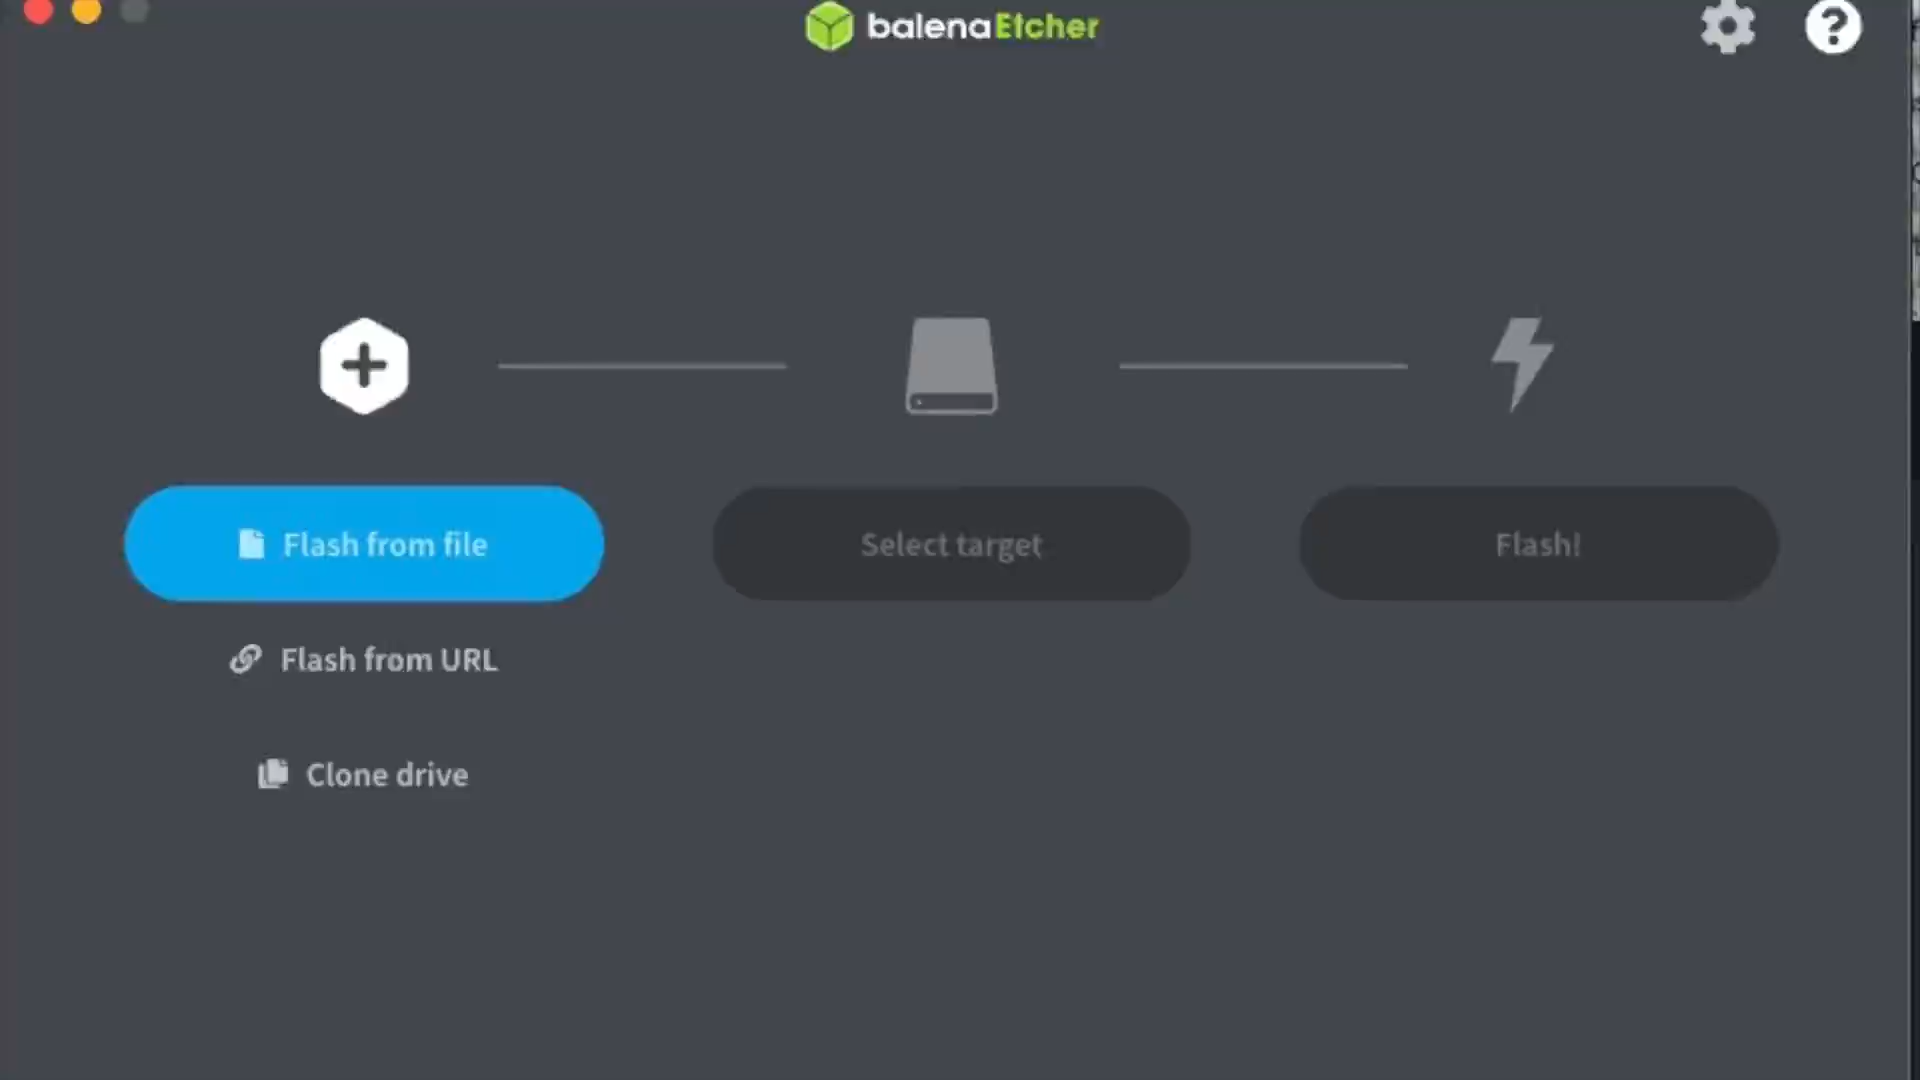 balenaEtcher
Flash from file
Select target
Flash!
Flash from URL
Clone drive